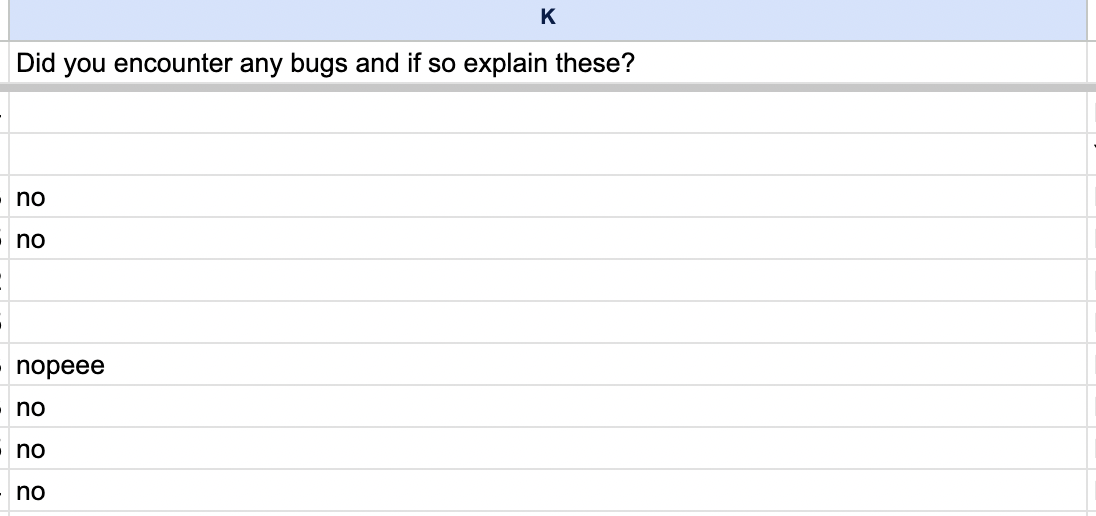 K
Did you encounter any bugs and if so explain these?
no
no
nopeee
no
no
no